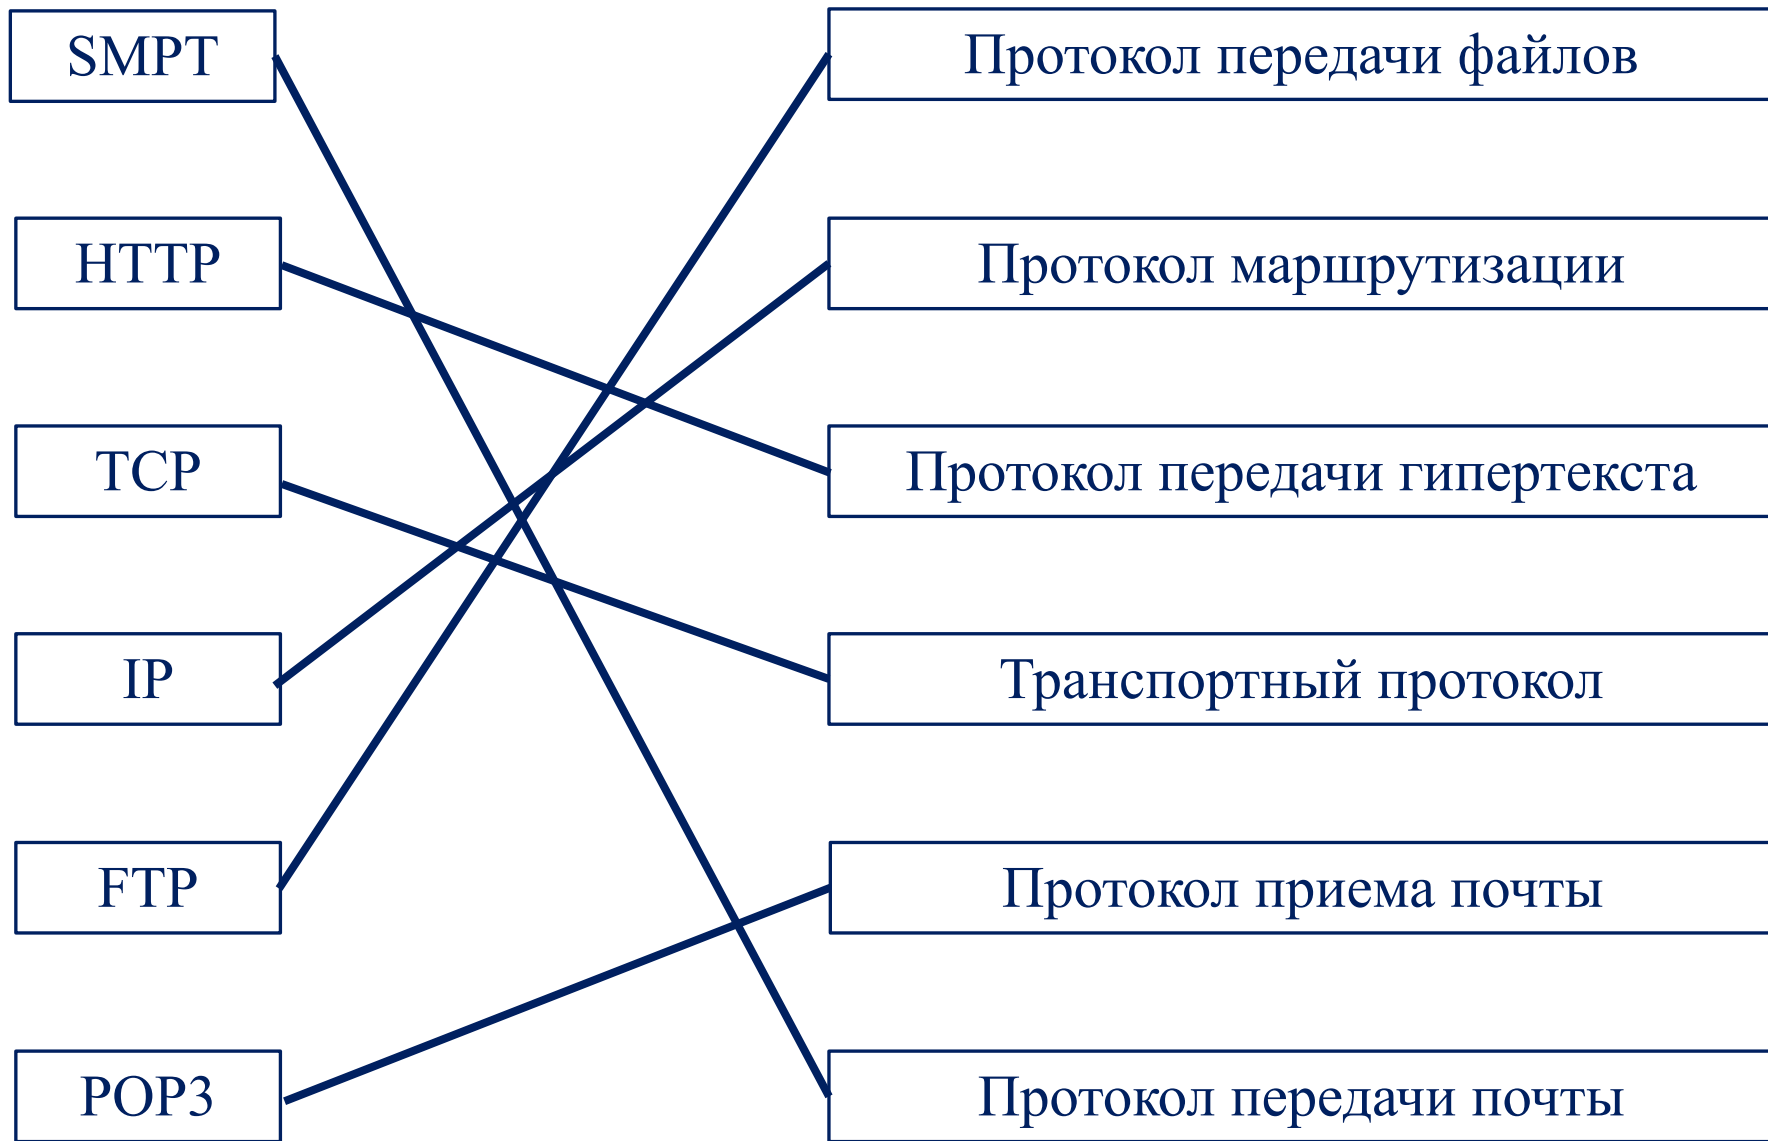 SMPT
Протокол передачи файлов
HTTP
Протокол маршрутизации
TCP
Протокол передачи гипертекста
IP
Транспортный протокол
FTP
Протокол приема почты
POP3
Протокол передачи почты